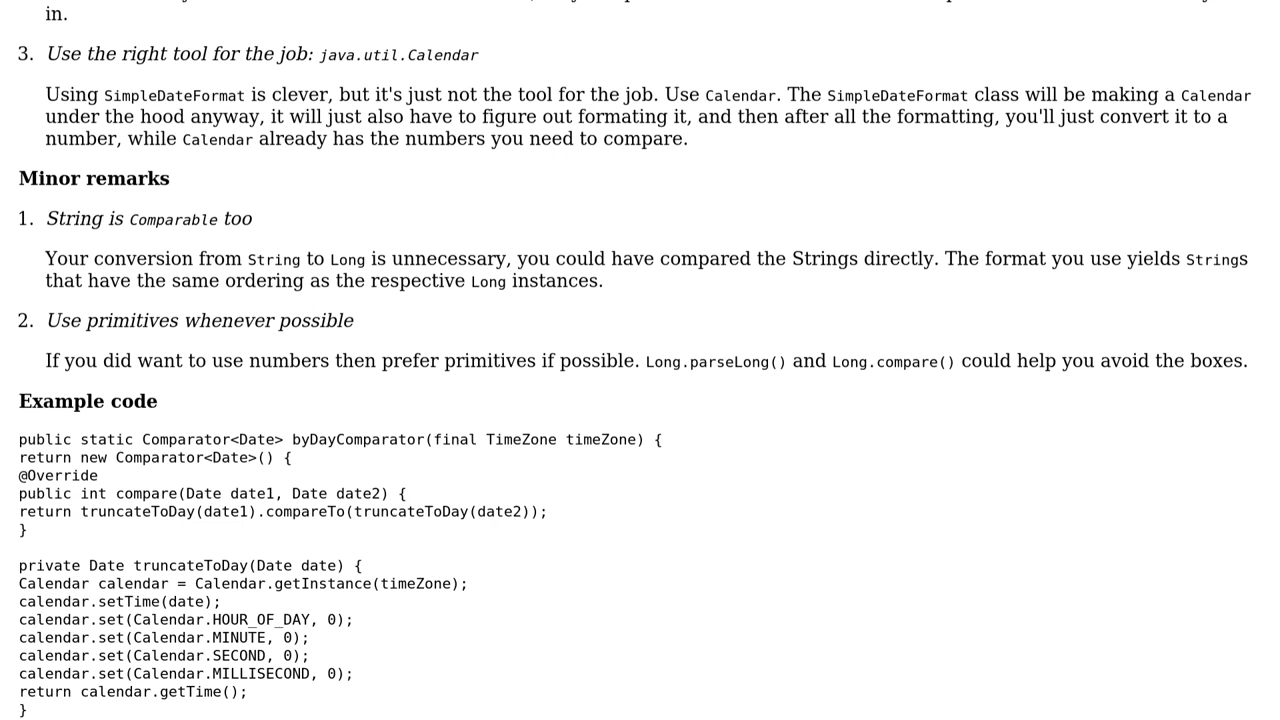 in.
3. Use the right tool for the job: java.util.Calendar
Using SimpleDateFormat is clever, but it's just not the tool for the job. Use Calendar. The SimpleDateFormat class will be making a Calendar
under the hood anyway, it will just also have to figure out formating it, and then after all the formatting, you'll just convert it to a
number, while Calendar already has the numbers you need to compare.
Minor remarks
1. String is Comparable too
Your conversion from String to Long is unnecessary, you could have compared the Strings directly. The format you use yields Strings
that have the same ordering as the respective Long instances.
2. Use primitives whenever possible
If you did want to use numbers then prefer primitives if possible. Long.parseLong() and Long.compare() could help you avoid the boxes.
Example code
public static Comparator<Date> byDayComparator(final TimeZone timeZone) {
return new Comparator<Date>() {
@Override
public int compare(Date date1, Date date2) {
return truncateToDay(date1).compareTo(truncateToDay(date2));
}
private Date truncateToDay(Date date) {
Calendar calendar = Calendar.getInstance(timeZone);
calendar.setTime(date);
calendar.set(Calendar.HOUR_OF_DAY, 0);
calendar.set(Calendar.MINUTE, 0);
calendar.set(Calendar.SECOND, 0);
calendar.set(Calendar.MILLISECOND, 0);
return calendar.getTime();
}